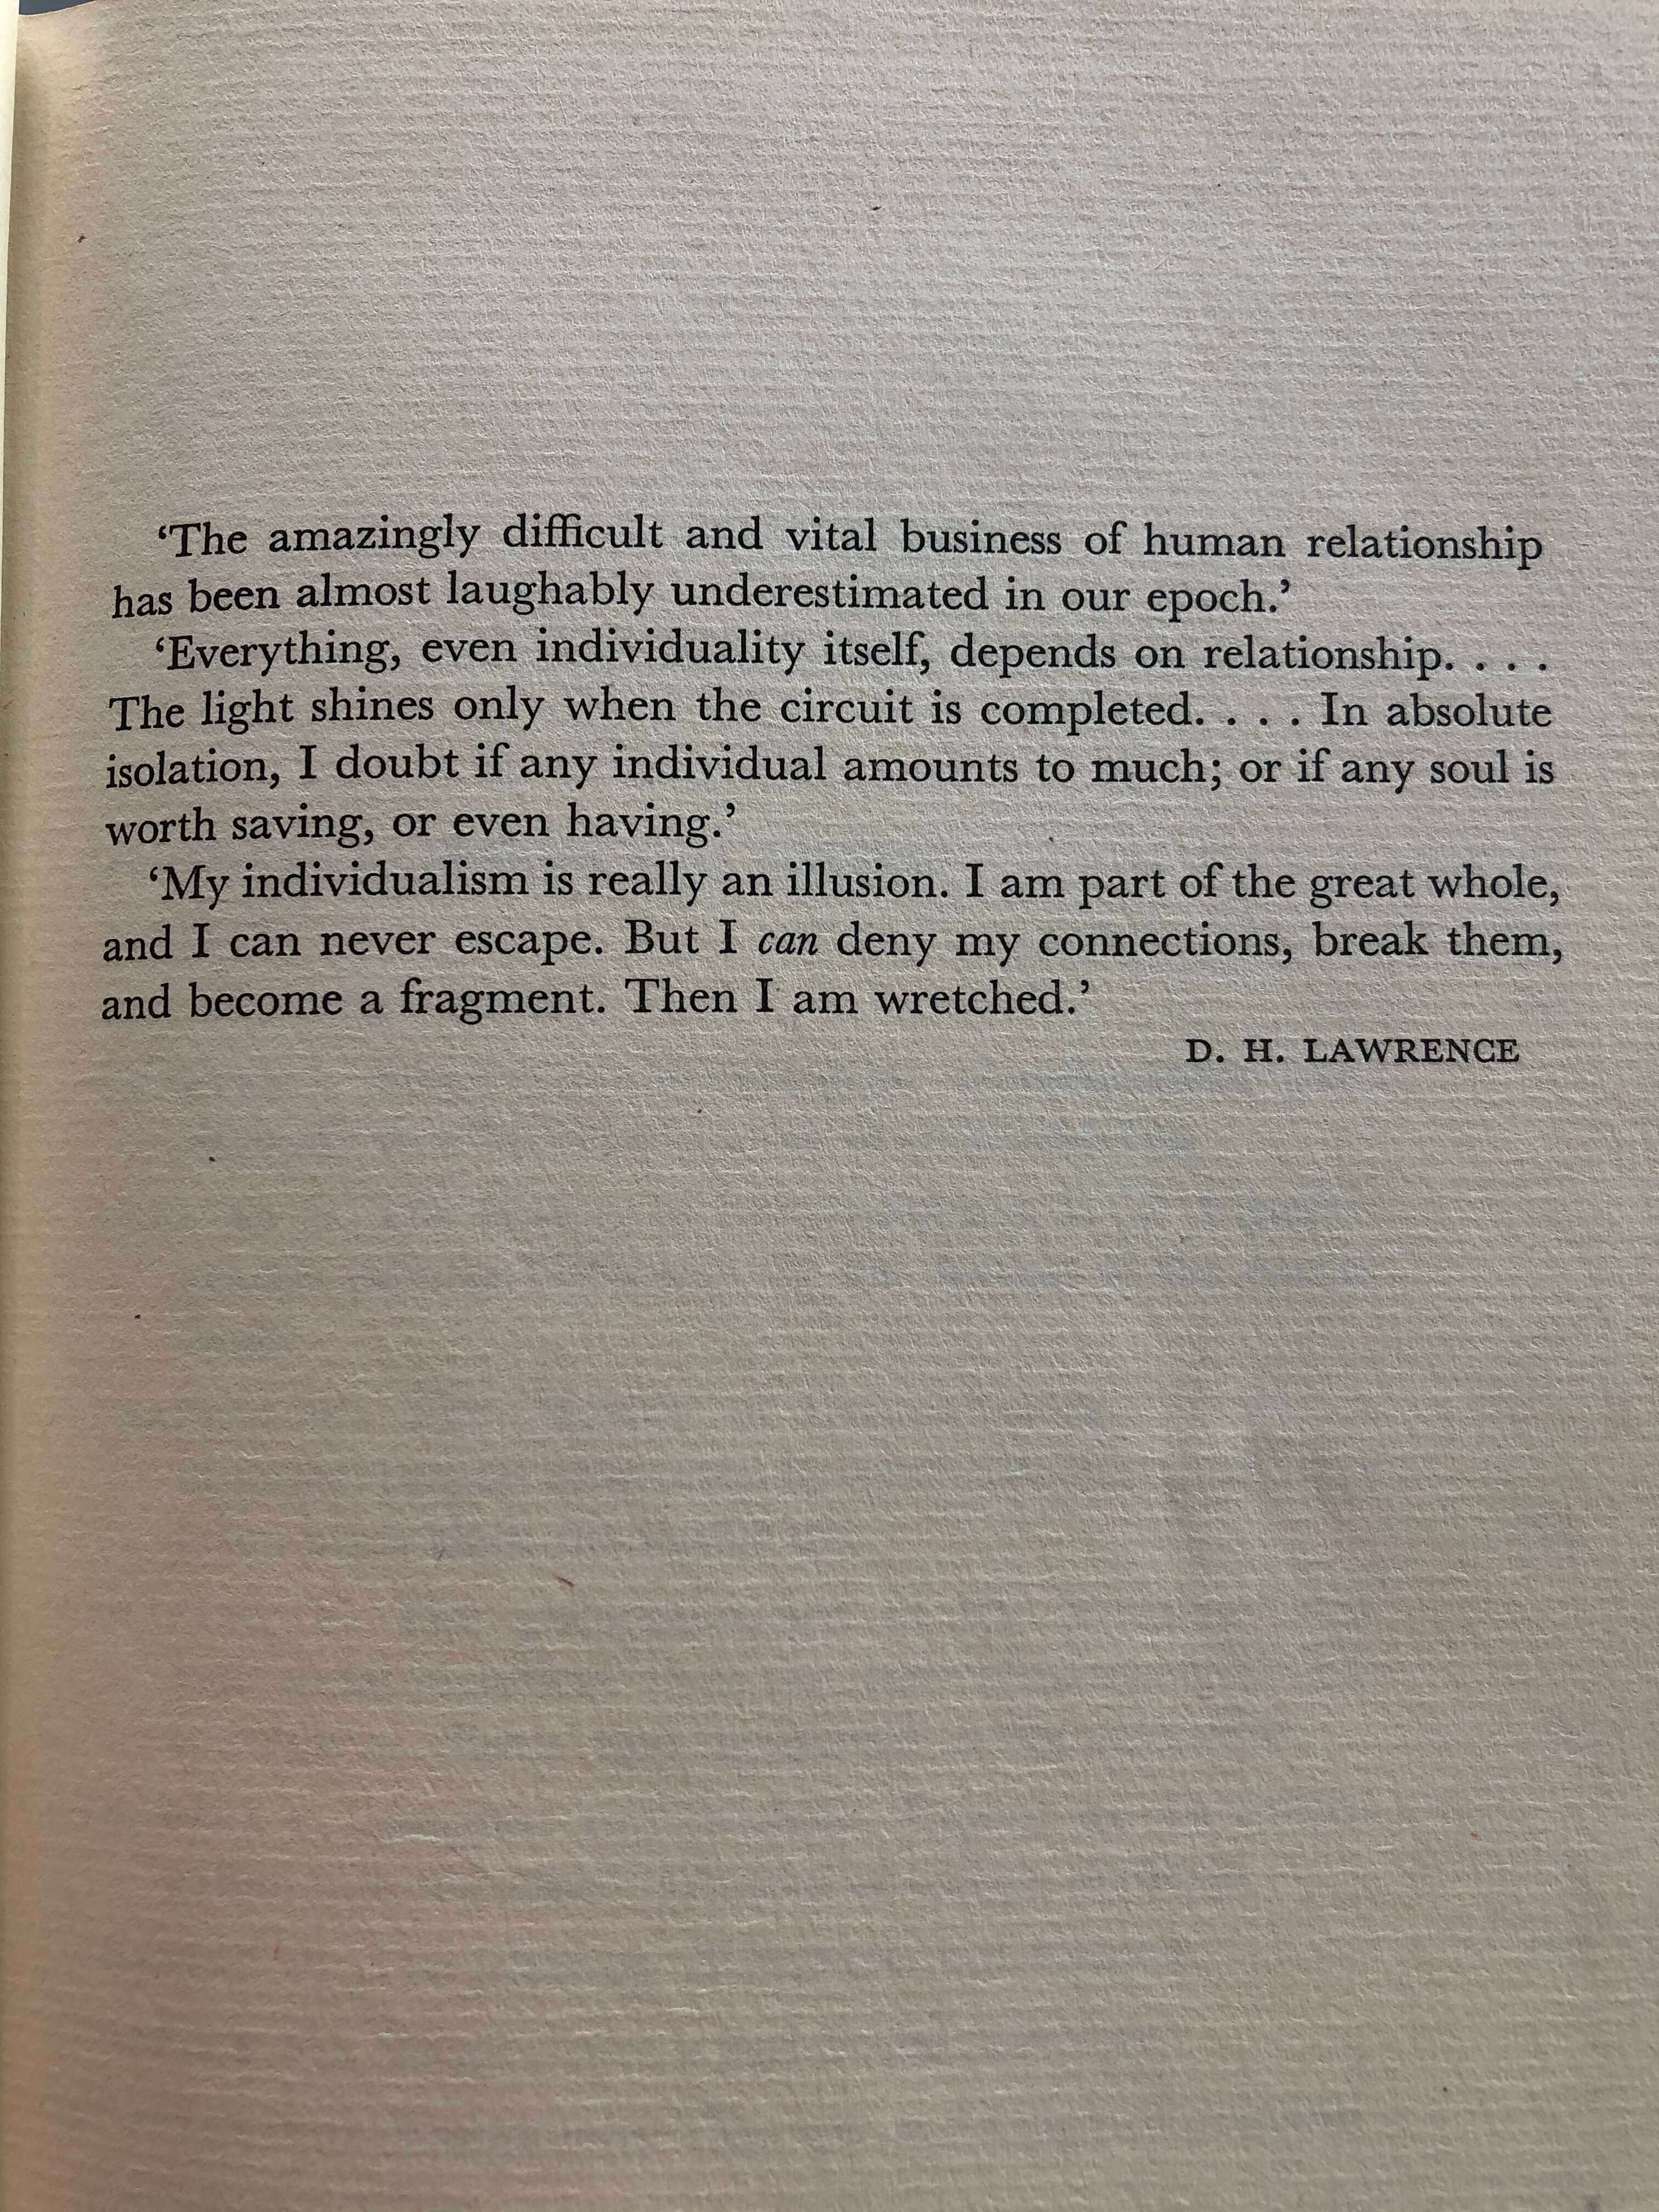 ‘The amazingly difficult and vital business of human relationship
has been almost laughably underestimated in our epoch.’
‘Everything, even individuality itself, depends on relationship. . . .
The light shines only when the circuit is completed. . . . In absolute
isolation, I doubt if any individual amounts to much; or if any soul is
worth saving, or even having.’
‘My individualism is really an illusion. I am part of the great whole,
and I can never escape. But I can deny my connections, break them,
and become a fragment. Then I am wretched.’
D. H. LAWRENCE